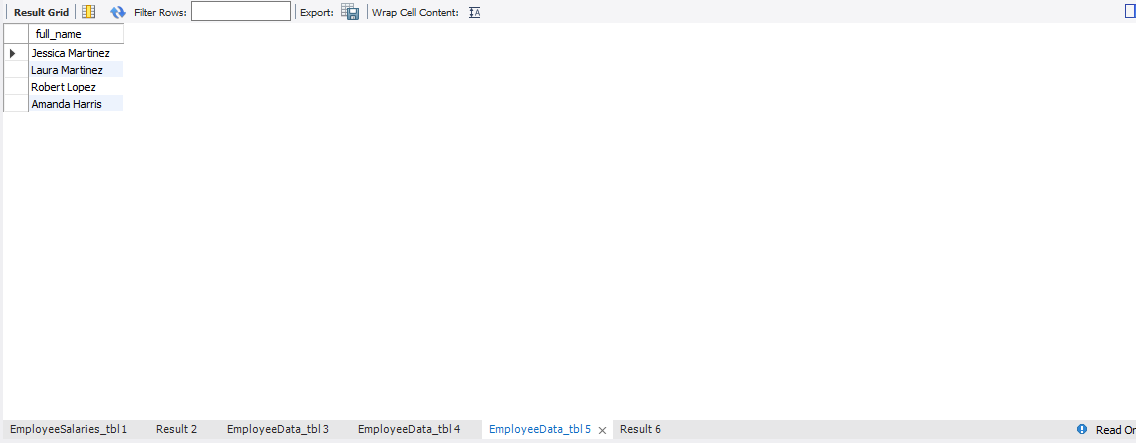 Result Grid Filter Rows: Export: Wrap Cell Content: IA
full_name
Jessica Martinez
Laura Martinez
Robert Lopez
Amanda Harris
EmployeeSalaries_tbl 1 Result 2 EmployeeData_tbl 3 EmployeeData_tbl 4 EmployeeData_tbl 5 Result 6 Read Or